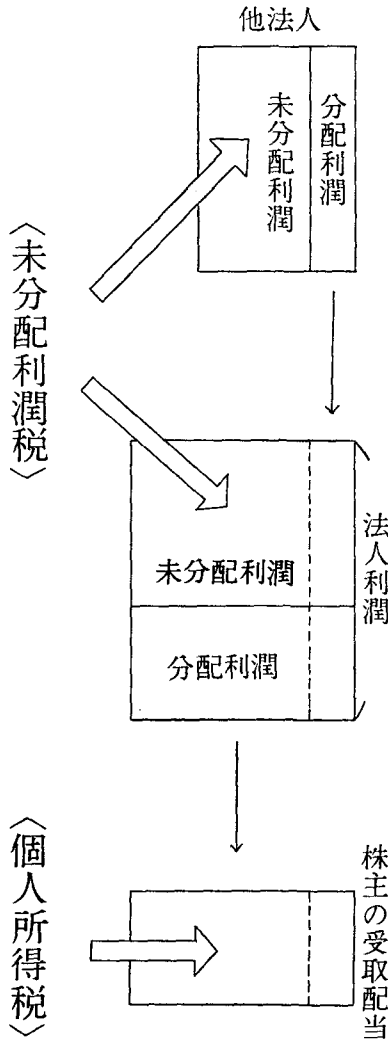 他法人
未分配利潤
分配利潤
〈未分配利潤税〉
法人利潤
未分配利潤
分配利潤
〈個人所得税〉
株主の受取配当